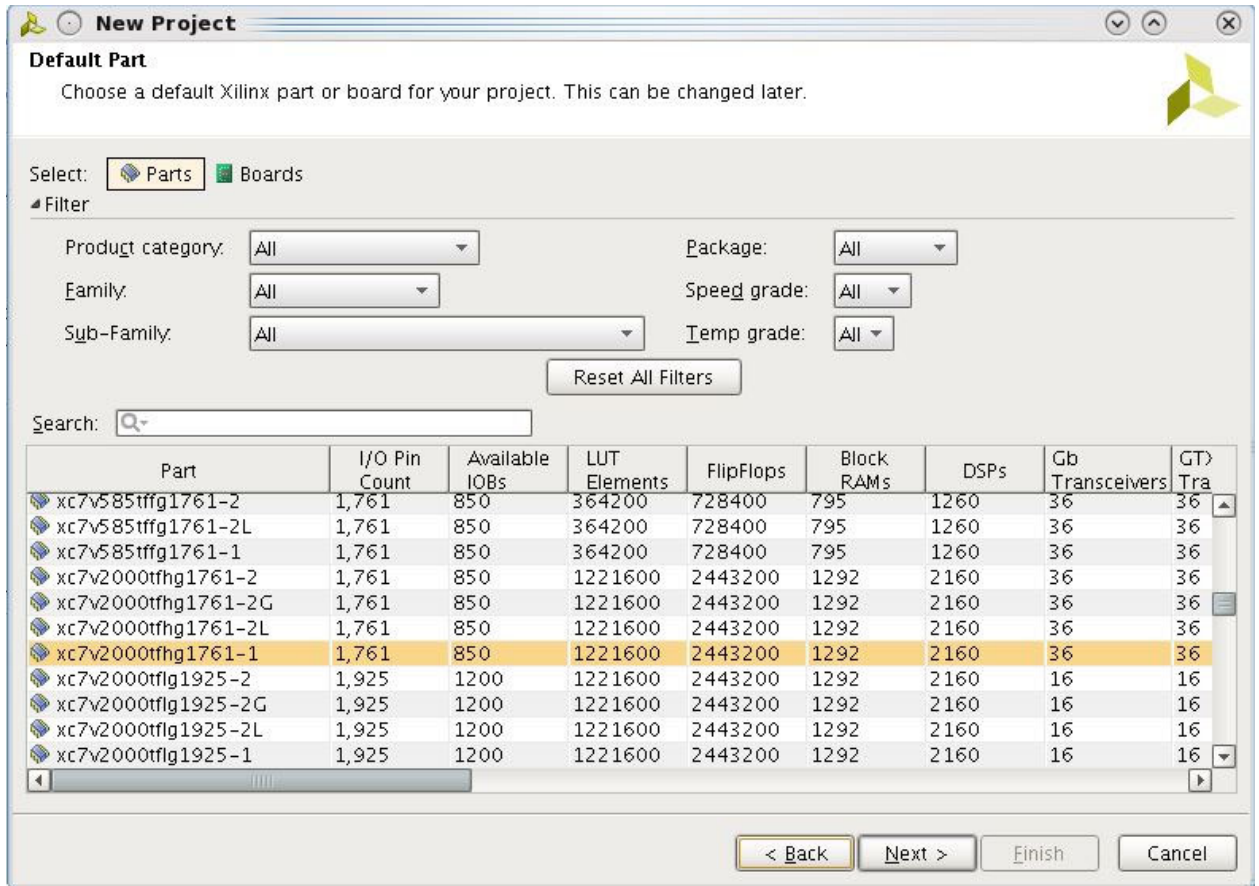 New Project
Default Part
Choose a default Xilinx part or board for your project. This can be changed later.
Select: Parts Boards
Filter
Product category: All Package: All
Family: All Speed grade: All
Sub-Family: All Temp grade: All
Reset All Filters
Search:
Part I/O Pin Count Available IOBs LUT Elements FlipFlops Block RAMs DSPs Gb Transceivers GT Tra
xc7v585tffg1761-2 1,761 850 364200 728400 795 1260 36 36
xc7v585tffg1761-2L 1,761 850 364200 728400 795 1260 36 36
xc7v585tffg1761-1 1,761 850 364200 728400 795 1260 36 36
xc7v2000tfhg1761-2 1,761 850 1221600 2443200 1292 2160 36 36
xc7v2000tfhg1761-2G 1,761 850 1221600 2443200 1292 2160 36 36
xc7v2000tfhg1761-2L 1,761 850 1221600 2443200 1292 2160 36 36
xc7v2000tfhg1761-1 1,761 850 1221600 2443200 1292 2160 36 36
xc7v2000tflg1925-2 1,925 1200 1221600 2443200 1292 2160 16 16
xc7v2000tflg1925-2G 1,925 1200 1221600 2443200 1292 2160 16 16
xc7v2000tflg1925-2L 1,925 1200 1221600 2443200 1292 2160 16 16
xc7v2000tflg1925-1 1,925 1200 1221600 2443200 1292 2160 16 16
< Back Next > Finish Cancel